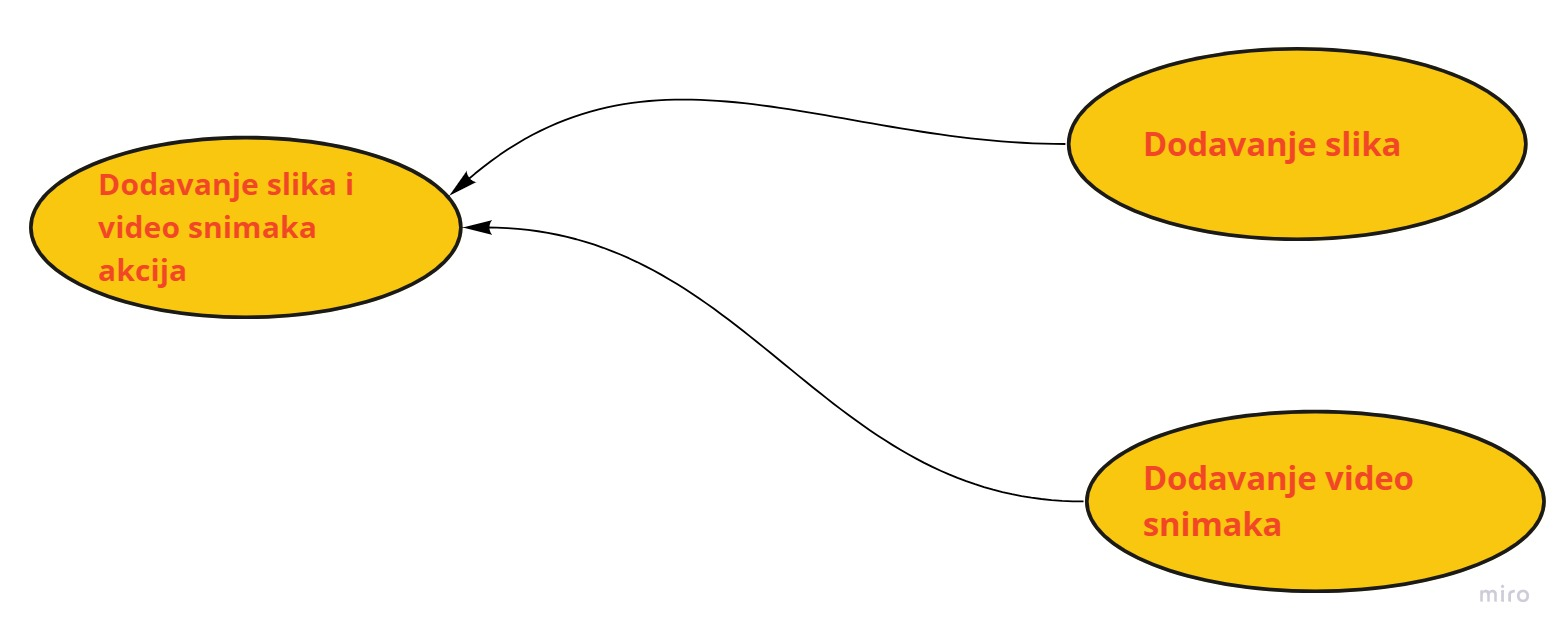 Dodavanje slika i
video snimaka
akcija
Dodavanje slika
Dodavanje video
snimaka
miro